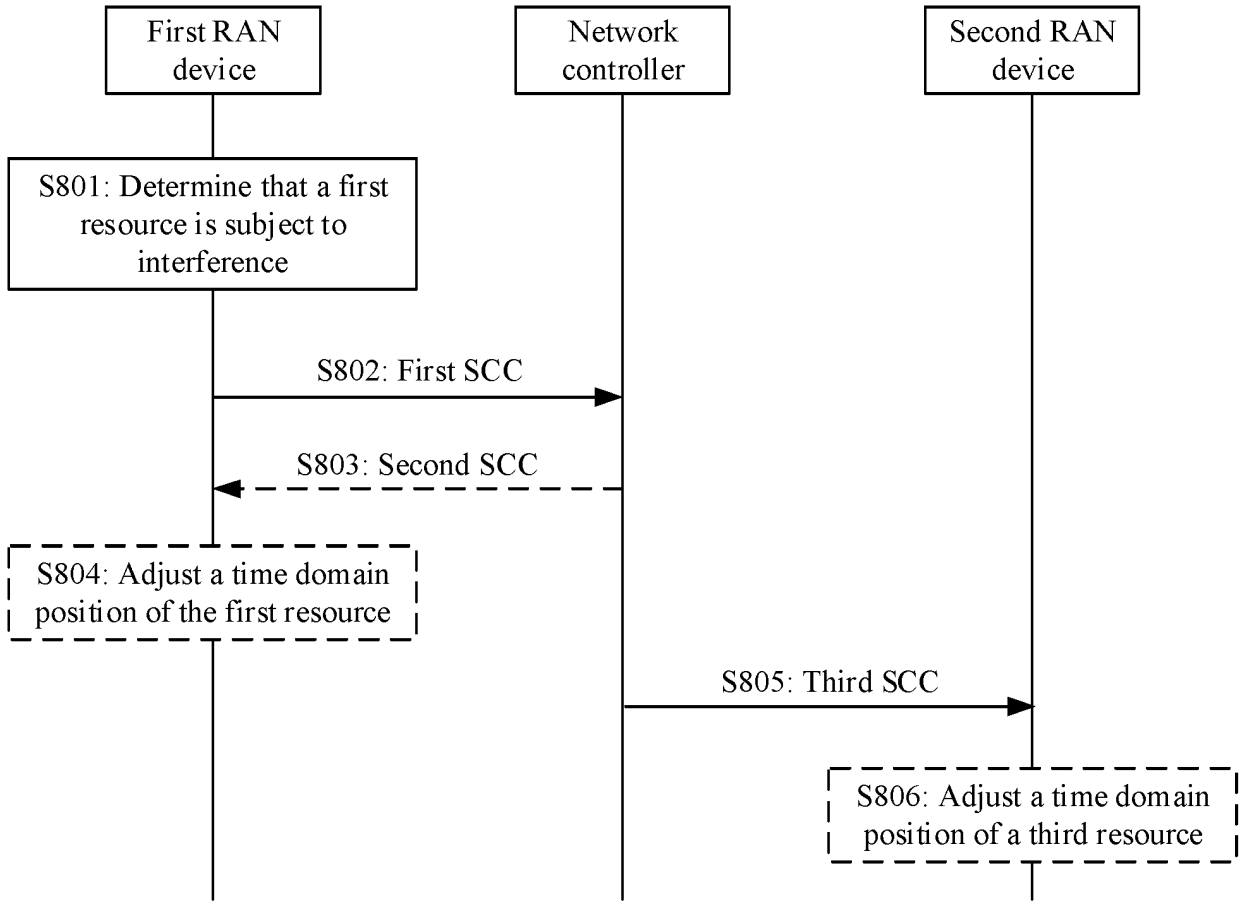 First RAN
device
Network
controller
Second RAN
device
S801: Determine that a first
resource is subject to
interference
S802: First SCC
S803: Second SCC
S804: Adjust a time domain
position of the first resource
S805: Third SCC
S806: Adjust a time domain
position of a third resource